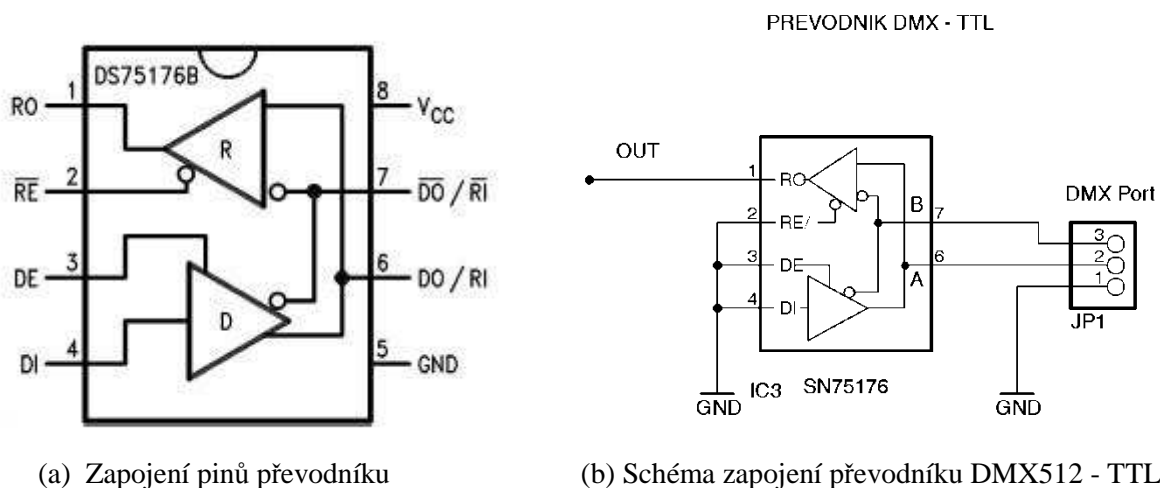 PREVODNIK DMX - TTL
DS75176B
RO 1
8 VCC
R
RE 2
7 DO / RI
DE 3
6 DO / RI
D
DI 4
5 GND
OUT
1 RO
2 RE/
3 DE
4 DI
B 7
6
A
DMX Port
3
2
1
JP1
IC3 SN75176
GND
GND
(a) Zapojení pinů převodníku
(b) Schéma zapojení převodníku DMX512 - TTL